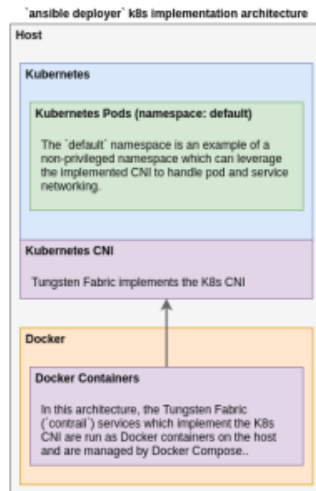 `ansible deployer` k8s implementation architecture
Host
Kubernetes
Kubernetes Pods (namespace: default)
The `default` namespace is an example of a
non-privileged namespace which can leverage
the implemented CNI to handle pod and service
networking.
Kubernetes CNI
Tungsten Fabric implements the K8s CNI
Docker
Docker Containers
In this architecture, the Tungsten Fabric
(`contrail`) services which implement the K8s
CNI are run as Docker containers on the host
and are managed by Docker Compose..